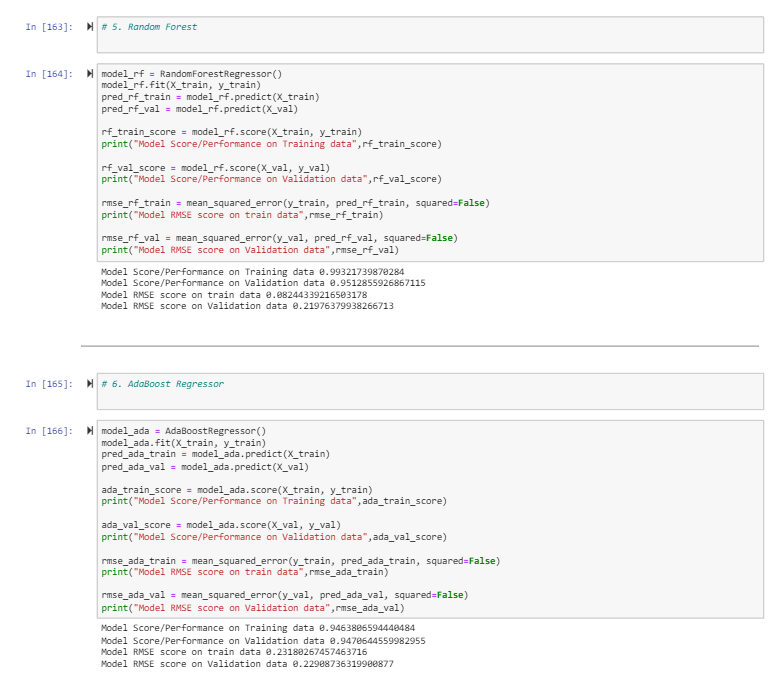 In [163]: # 5. Random Forest
In [164]: model_rf = RandomForestRegressor()
model_rf.fit(X_train, y_train)
pred_rf_train = model_rf.predict(X_train)
pred_rf_val = model_rf.predict(X_val)
rf_train_score = model_rf.score(X_train, y_train)
print("Model Score/Performance on Training data",rf_train_score)
rf_val_score = model_rf.score(X_val, y_val)
print("Model Score/Performance on Validation data",rf_val_score)
rmse_rf_train = mean_squared_error(y_train, pred_rf_train, squared=False)
print("Model RMSE score on train data",rmse_rf_train)
rmse_rf_val = mean_squared_error(y_val, pred_rf_val, squared=False)
print("Model RMSE score on Validation data",rmse_rf_val)
Model Score/Performance on Training data 0.99321739870284
Model Score/Performance on Validation data 0.9512855926867115
Model RMSE score on train data 0.08244339216503178
Model RMSE score on Validation data 0.21976379938266713
In [165]: # 6. AdaBoost Regressor
In [166]: model_ada = AdaBoostRegressor()
model_ada.fit(X_train, y_train)
pred_ada_train = model_ada.predict(X_train)
pred_ada_val = model_ada.predict(X_val)
ada_train_score = model_ada.score(X_train, y_train)
print("Model Score/Performance on Training data",ada_train_score)
ada_val_score = model_ada.score(X_val, y_val)
print("Model Score/Performance on Validation data",ada_val_score)
rmse_ada_train = mean_squared_error(y_train, pred_ada_train, squared=False)
print("Model RMSE score on train data",rmse_ada_train)
rmse_ada_val = mean_squared_error(y_val, pred_ada_val, squared=False)
print("Model RMSE score on Validation data",rmse_ada_val)
Model Score/Performance on Training data 0.9463806594440484
Model Score/Performance on Validation data 0.9470644559982955
Model RMSE score on train data 0.23180267457463716
Model RMSE score on Validation data 0.22908736319900877